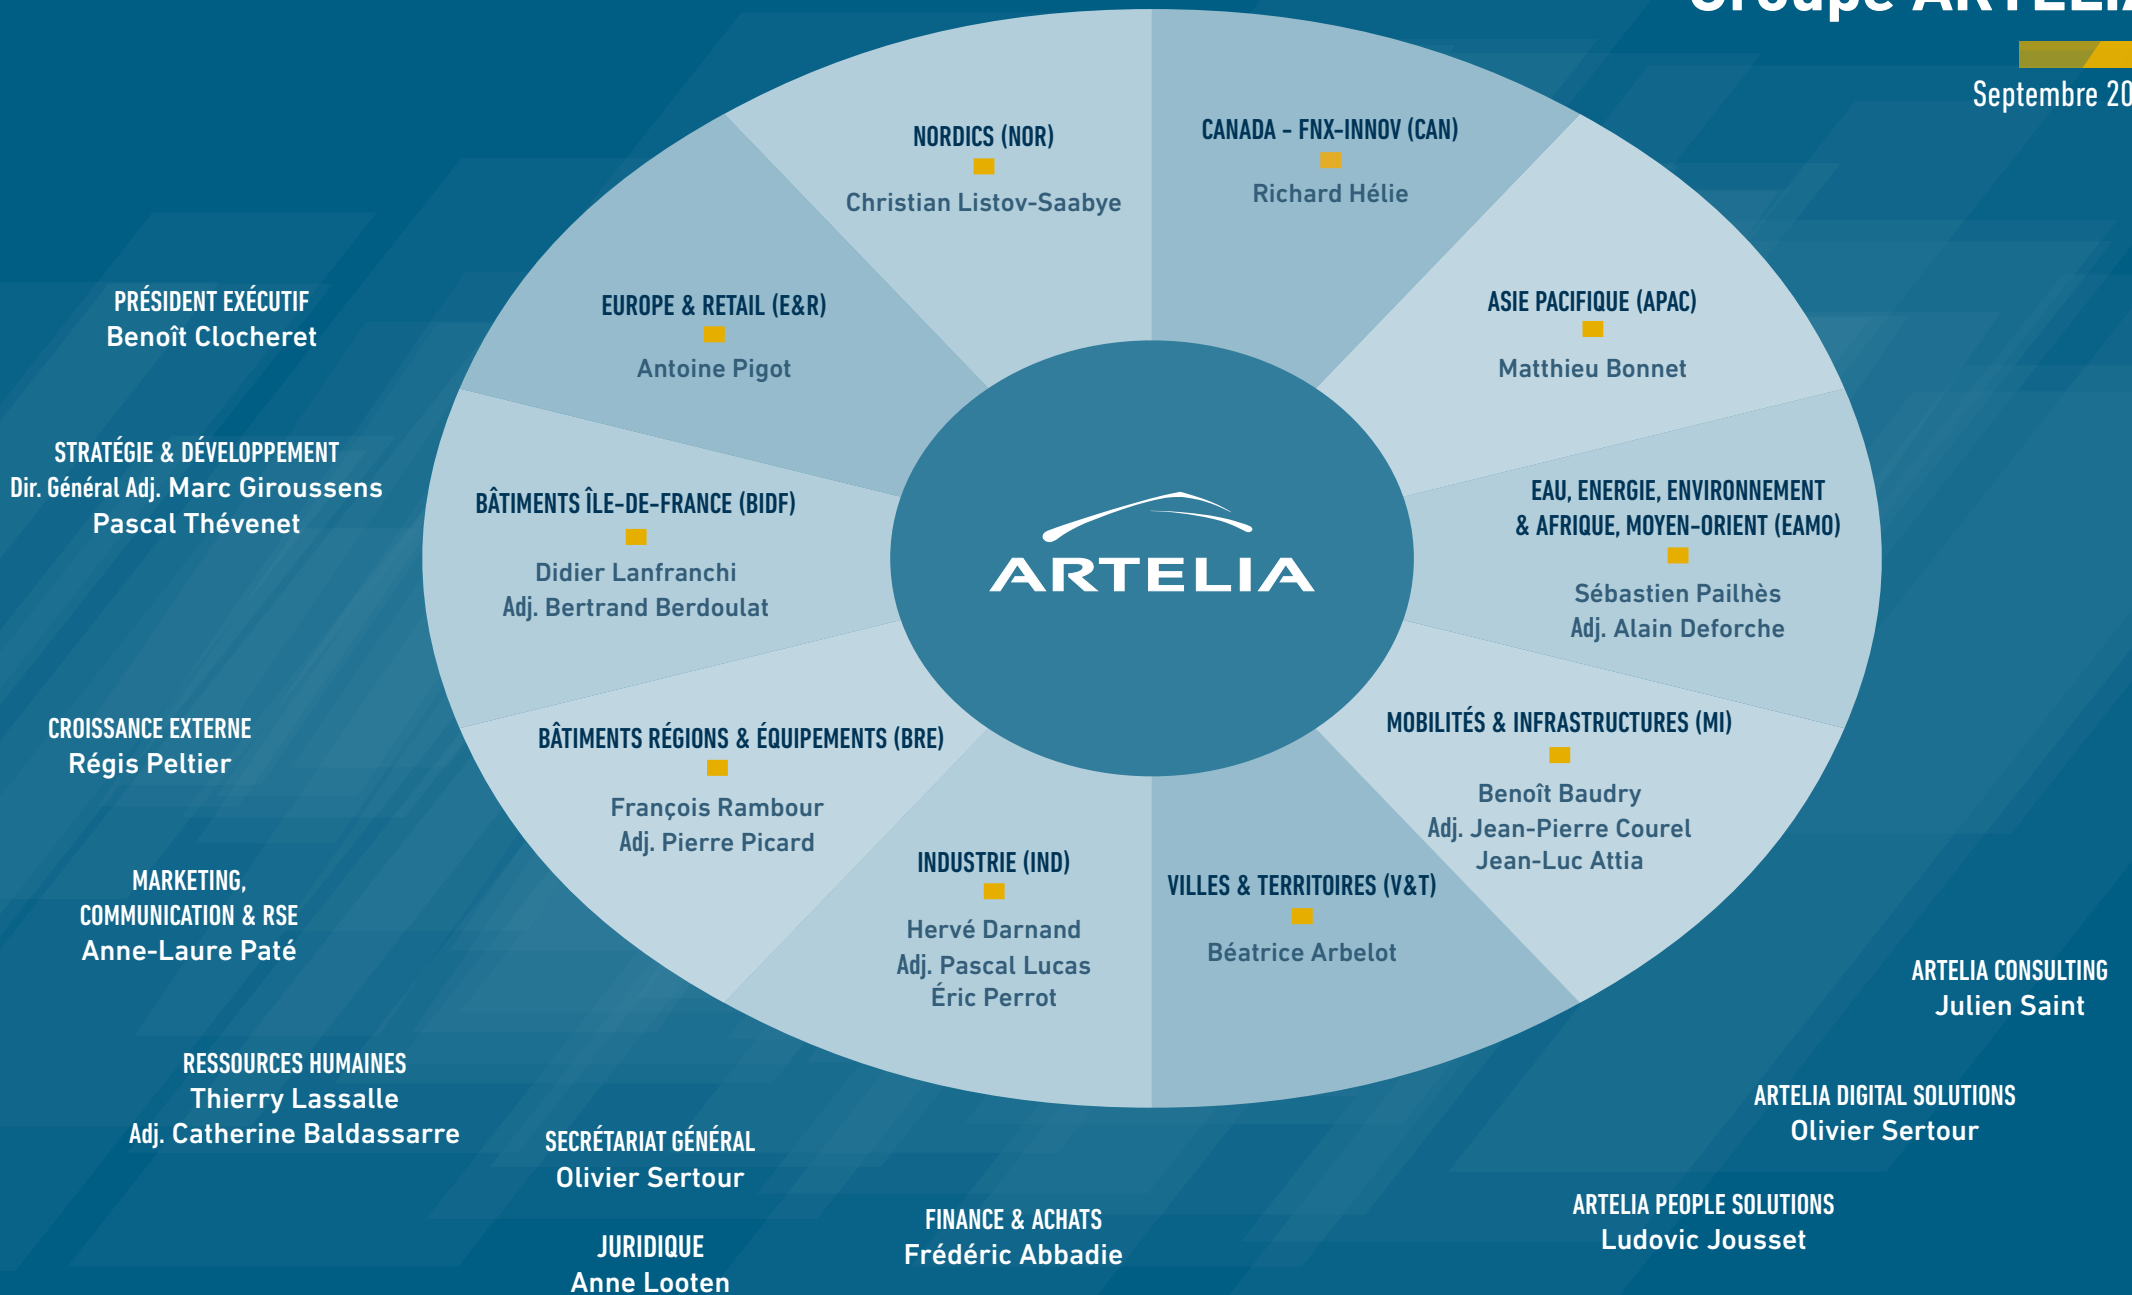 Groupe ARTELIA
Septembre 20
NORDICS (NOR)
Christian Listov-Saabye
CANADA - FNX-INNOV (CAN)
Richard Hélie
EUROPE & RETAIL (E&R)
Antoine Pigot
ASIE PACIFIQUE (APAC)
Matthieu Bonnet
PRÉSIDENT EXÉCUTIF
Benoît Clocheret
STRATÉGIE & DÉVELOPPEMENT
Dir. Général Adj. Marc Giroussens
Pascal Thévenet
BÂTIMENTS ÎLE-DE-FRANCE (BIDF)
Didier Lanfranchi
Adj. Bertrand Berdoulat
ARTELIA
EAU, ENERGIE, ENVIRONNEMENT
& AFRIQUE, MOYEN-ORIENT (EAMO)
Sébastien Pailhès
Adj. Alain Deforche
CROISSANCE EXTERNE
Régis Peltier
BÂTIMENTS RÉGIONS & ÉQUIPEMENTS (BRE)
François Rambour
Adj. Pierre Picard
MOBILITÉS & INFRASTRUCTURES (MI)
Benoît Baudry
Adj. Jean-Pierre Courel
Jean-Luc Attia
INDUSTRIE (IND)
Hervé Darnand
Adj. Pascal Lucas
Éric Perrot
VILLES & TERRITOIRES (V&T)
Béatrice Arbelot
MARKETING,
COMMUNICATION & RSE
Anne-Laure Paté
RESSOURCES HUMAINES
Thierry Lassalle
Adj. Catherine Baldassarre
SECRÉTARIAT GÉNÉRAL
Olivier Sertour
JURIDIQUE
Anne Looten
FINANCE & ACHATS
Frédéric Abbadie
ARTELIA CONSULTING
Julien Saint
ARTELIA DIGITAL SOLUTIONS
Olivier Sertour
ARTELIA PEOPLE SOLUTIONS
Ludovic Jousset